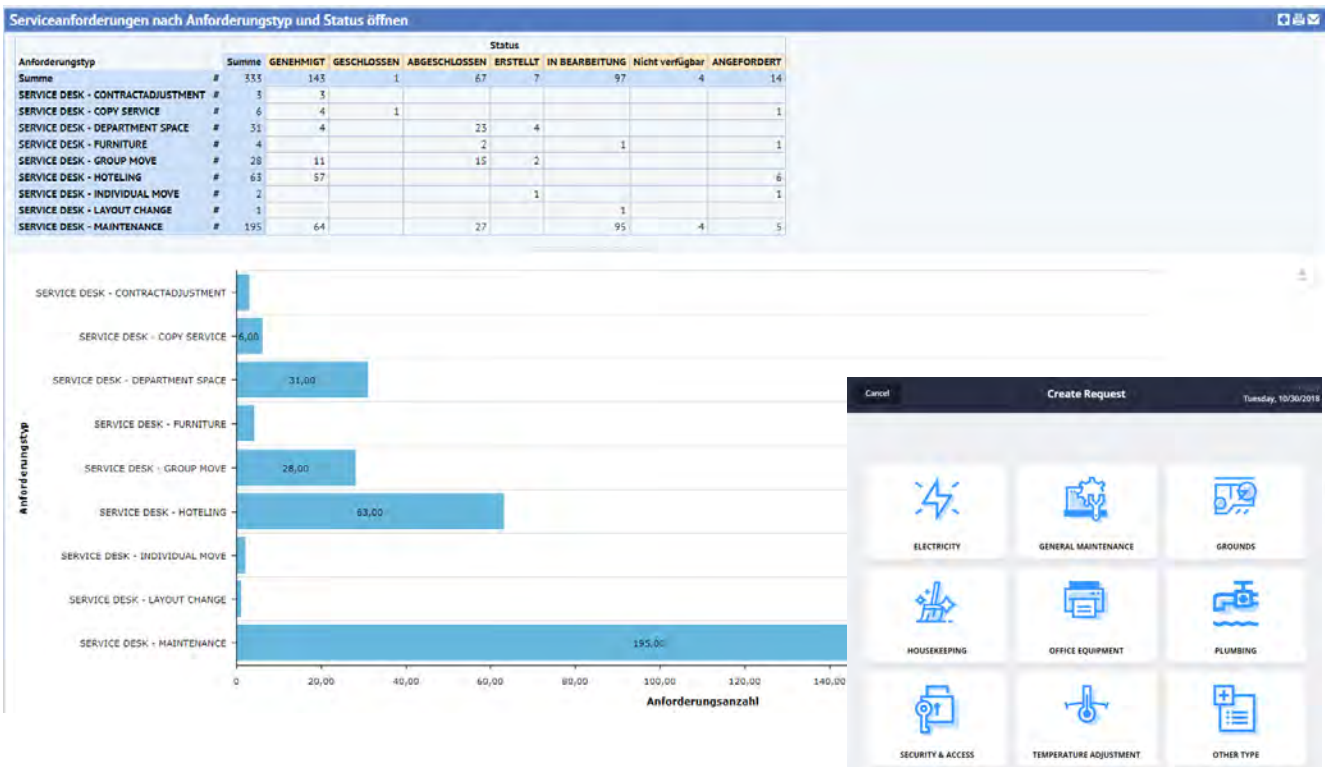 Serviceanforderungen nach Anforderungstyp und Status öffnen
Status
Anforderungstyp Summe GENEHMIGT GESCHLOSSEN ABGESCHLOSSEN ERSTELLT IN BEARBEITUNG Nicht verfügbar ANGEFORDERT
Summe # 333 143 1 67 7 97 4 14
SERVICE DESK - CONTRACTADJUSTMENT # 3 3
SERVICE DESK - COPY SERVICE # 6 4 1 1
SERVICE DESK - DEPARTMENT SPACE # 31 4 23 4
SERVICE DESK - FURNITURE # 4 2 1 1
SERVICE DESK - GROUP MOVE # 28 11 15 2
SERVICE DESK - HOTELING # 63 57 6
SERVICE DESK - INDIVIDUAL MOVE # 2 1 1
SERVICE DESK - LAYOUT CHANGE # 1 1
SERVICE DESK - MAINTENANCE # 195 64 27 95 4 5
Anforderungstyp
SERVICE DESK - CONTRACTADJUSTMENT
SERVICE DESK - COPY SERVICE 6,00
SERVICE DESK - DEPARTMENT SPACE 31,00
SERVICE DESK - FURNITURE
SERVICE DESK - GROUP MOVE 28,00
SERVICE DESK - HOTELING 63,00
SERVICE DESK - INDIVIDUAL MOVE
SERVICE DESK - LAYOUT CHANGE
SERVICE DESK - MAINTENANCE 195,00
0 20,00 40,00 60,00 80,00 100,00 120,00 140,00
Anforderungsanzahl
Cancel Create Request Tuesday, 10/30/2018
ELECTRICITY GENERAL MAINTENANCE GROUNDS
HOUSEKEEPING OFFICE EQUIPMENT PLUMBING
SECURITY & ACCESS TEMPERATURE ADJUSTMENT OTHER TYPE